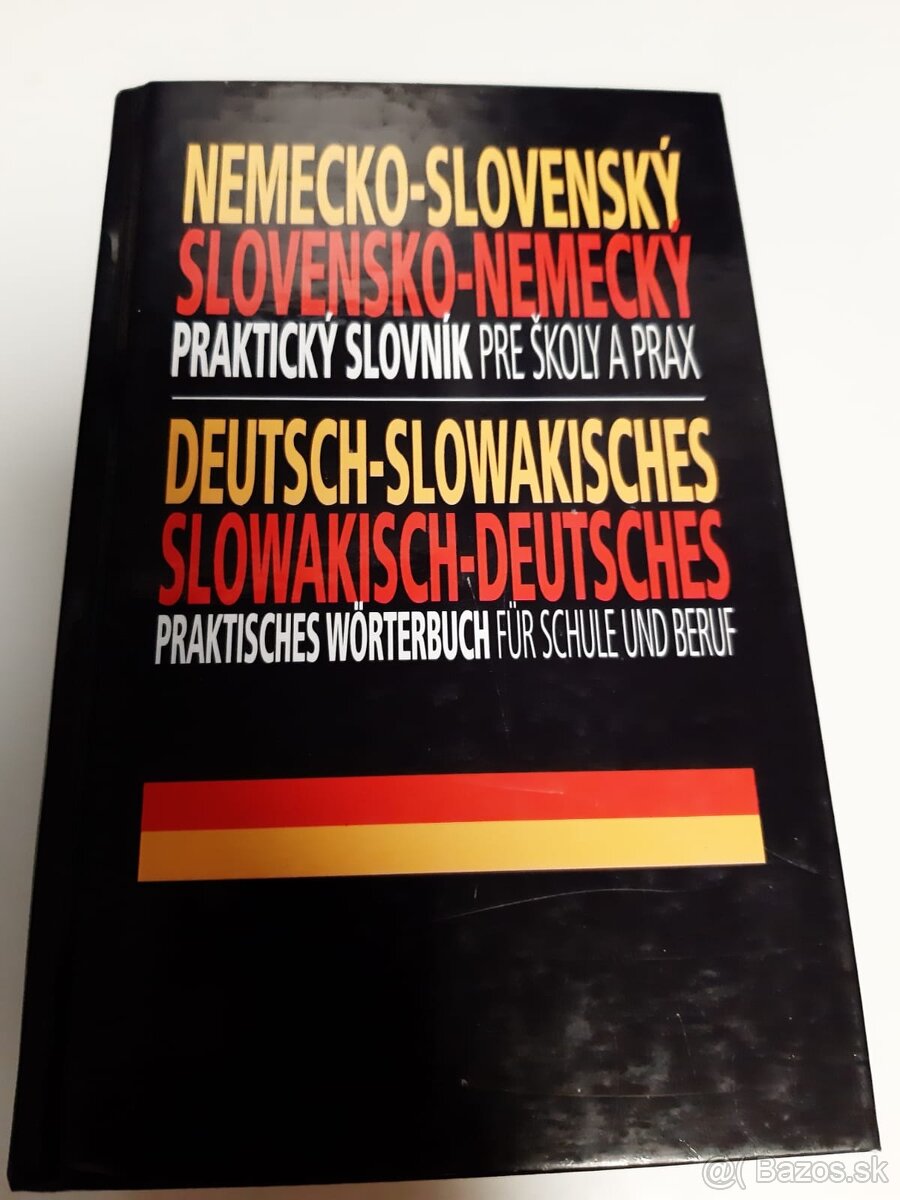 NEMECKO-SLOVENSKÝ
SLOVENSKO-NEMECKÝ
PRAKTICKÝ SLOVNÍK PRE ŠKOLY A PRAX
DEUTSCH-SLOWAKISCHES
SLOWAKISCH-DEUTSCHES
PRAKTISCHES WÖRTERBUCH FÜR SCHULE UND BERUF
@( Bazos.sk